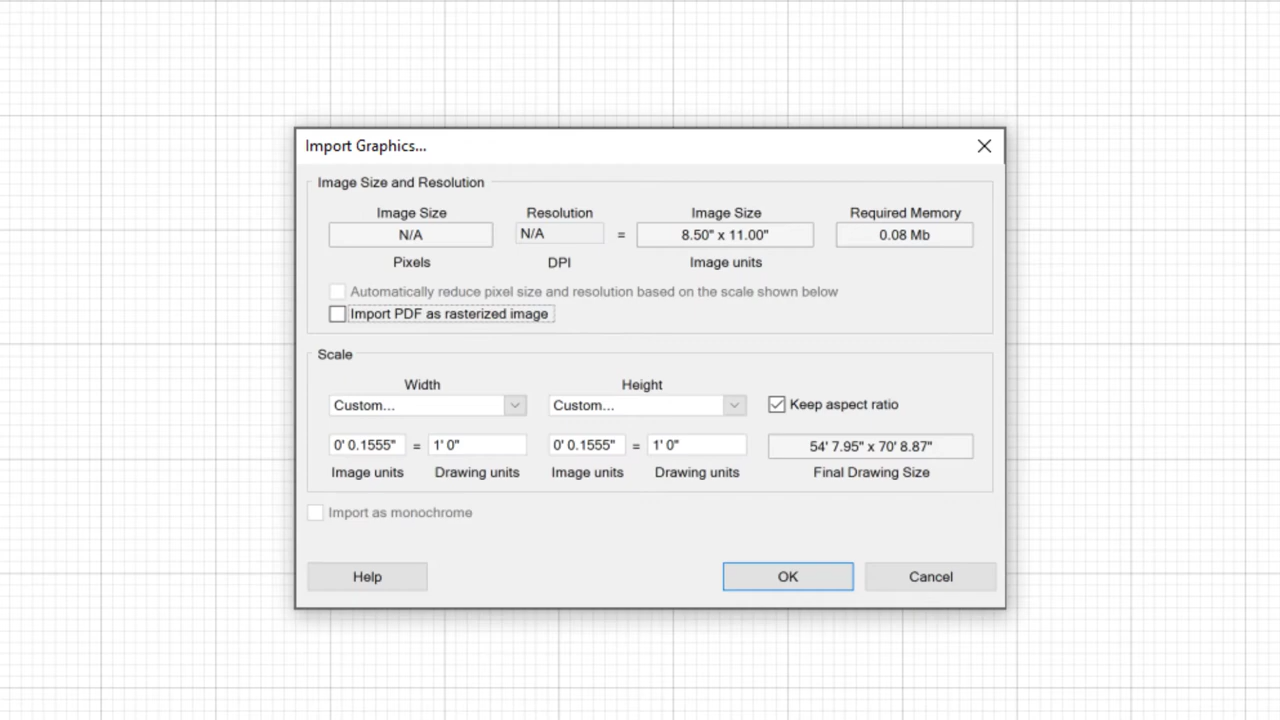 Import Graphics...
Image Size and Resolution
Image Size Resolution Image Size Required Memory
N/A N/A = 8.50" x 11.00" 0.08 Mb
Pixels DPI Image units
Automatically reduce pixel size and resolution based on the scale shown below
Import PDF as rasterized image
Scale
Width Height
Custom... Custom... Keep aspect ratio
0' 0.1555" = 1' 0" 0' 0.1555" = 1' 0" 54' 7.95" x 70' 8.87"
Image units Drawing units Image units Drawing units Final Drawing Size
Import as monochrome
Help OK Cancel